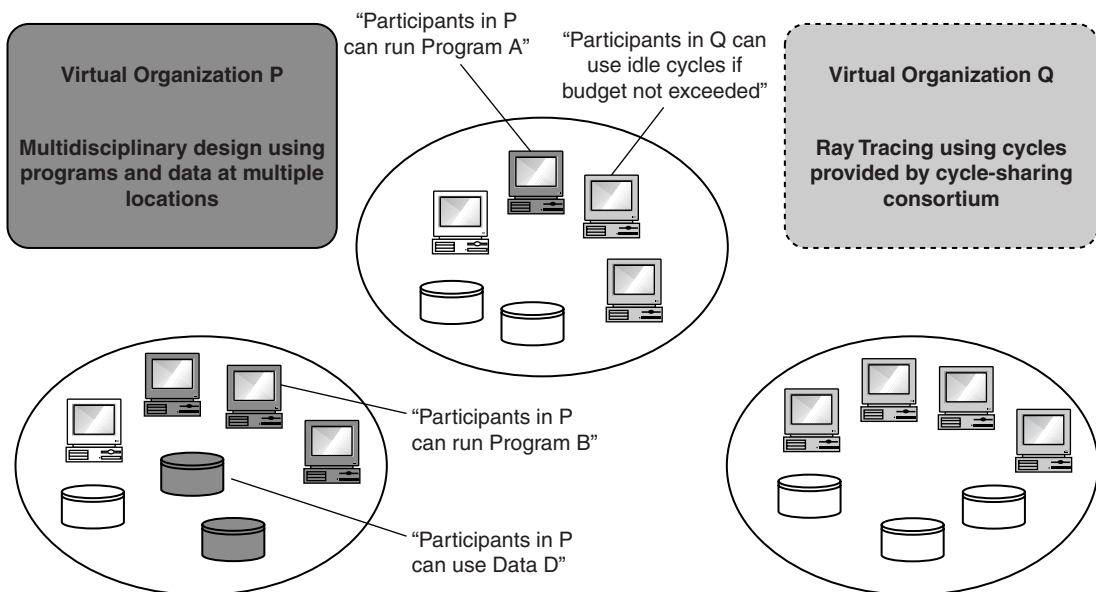 “Participants in P
can run Program A”
“Participants in Q can
use idle cycles if
budget not exceeded”
Virtual Organization P
Multidisciplinary design using
programs and data at multiple
locations
Virtual Organization Q
Ray Tracing using cycles
provided by cycle-sharing
consortium
“Participants in P
can run Program B”
“Participants in P
can use Data D”